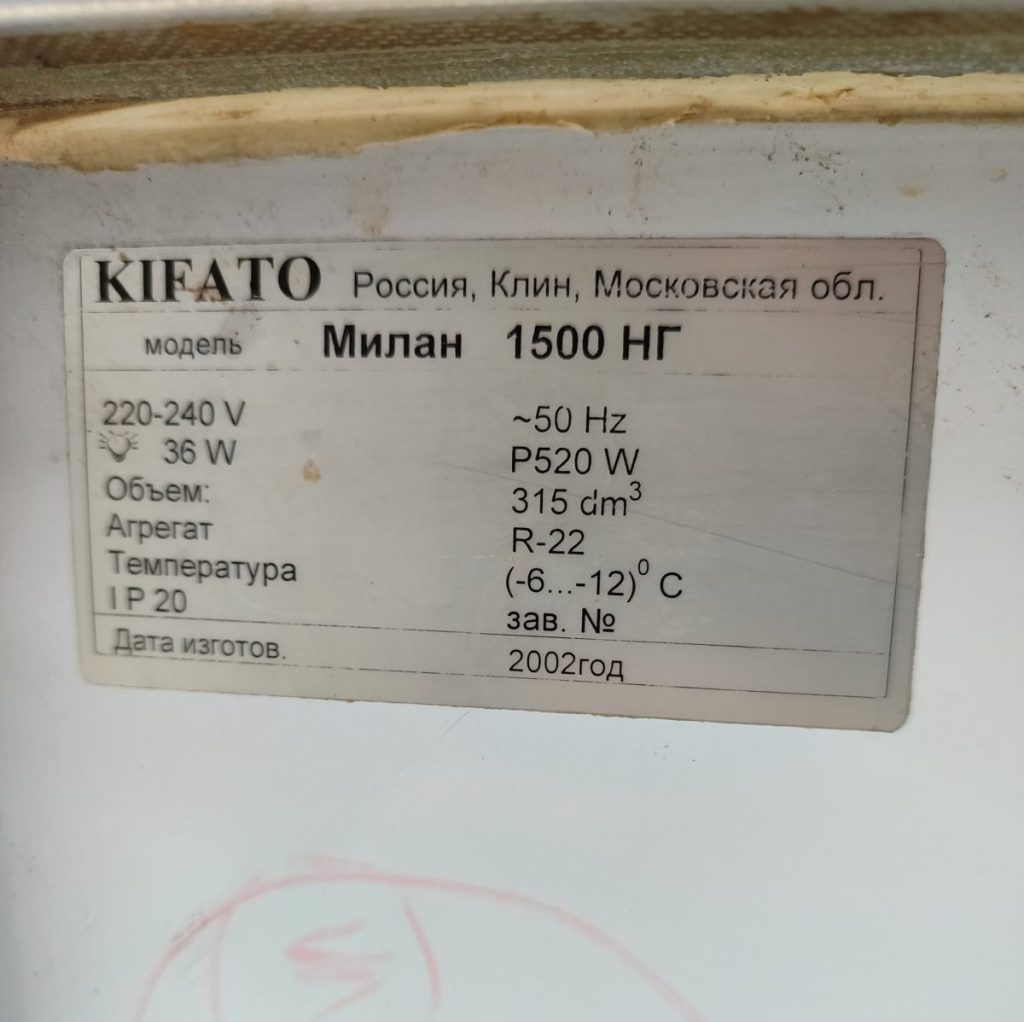 KIFATO Россия, Клин, Московская обл.
модель Милан 1500 НГ
220-240 V ~50 Hz
36 W P520 W
Объем: 315 dm³
Агрегат R-22
Температура (-6...-12)⁰ C
I P 20 зав. №
Дата изготов. 2002год